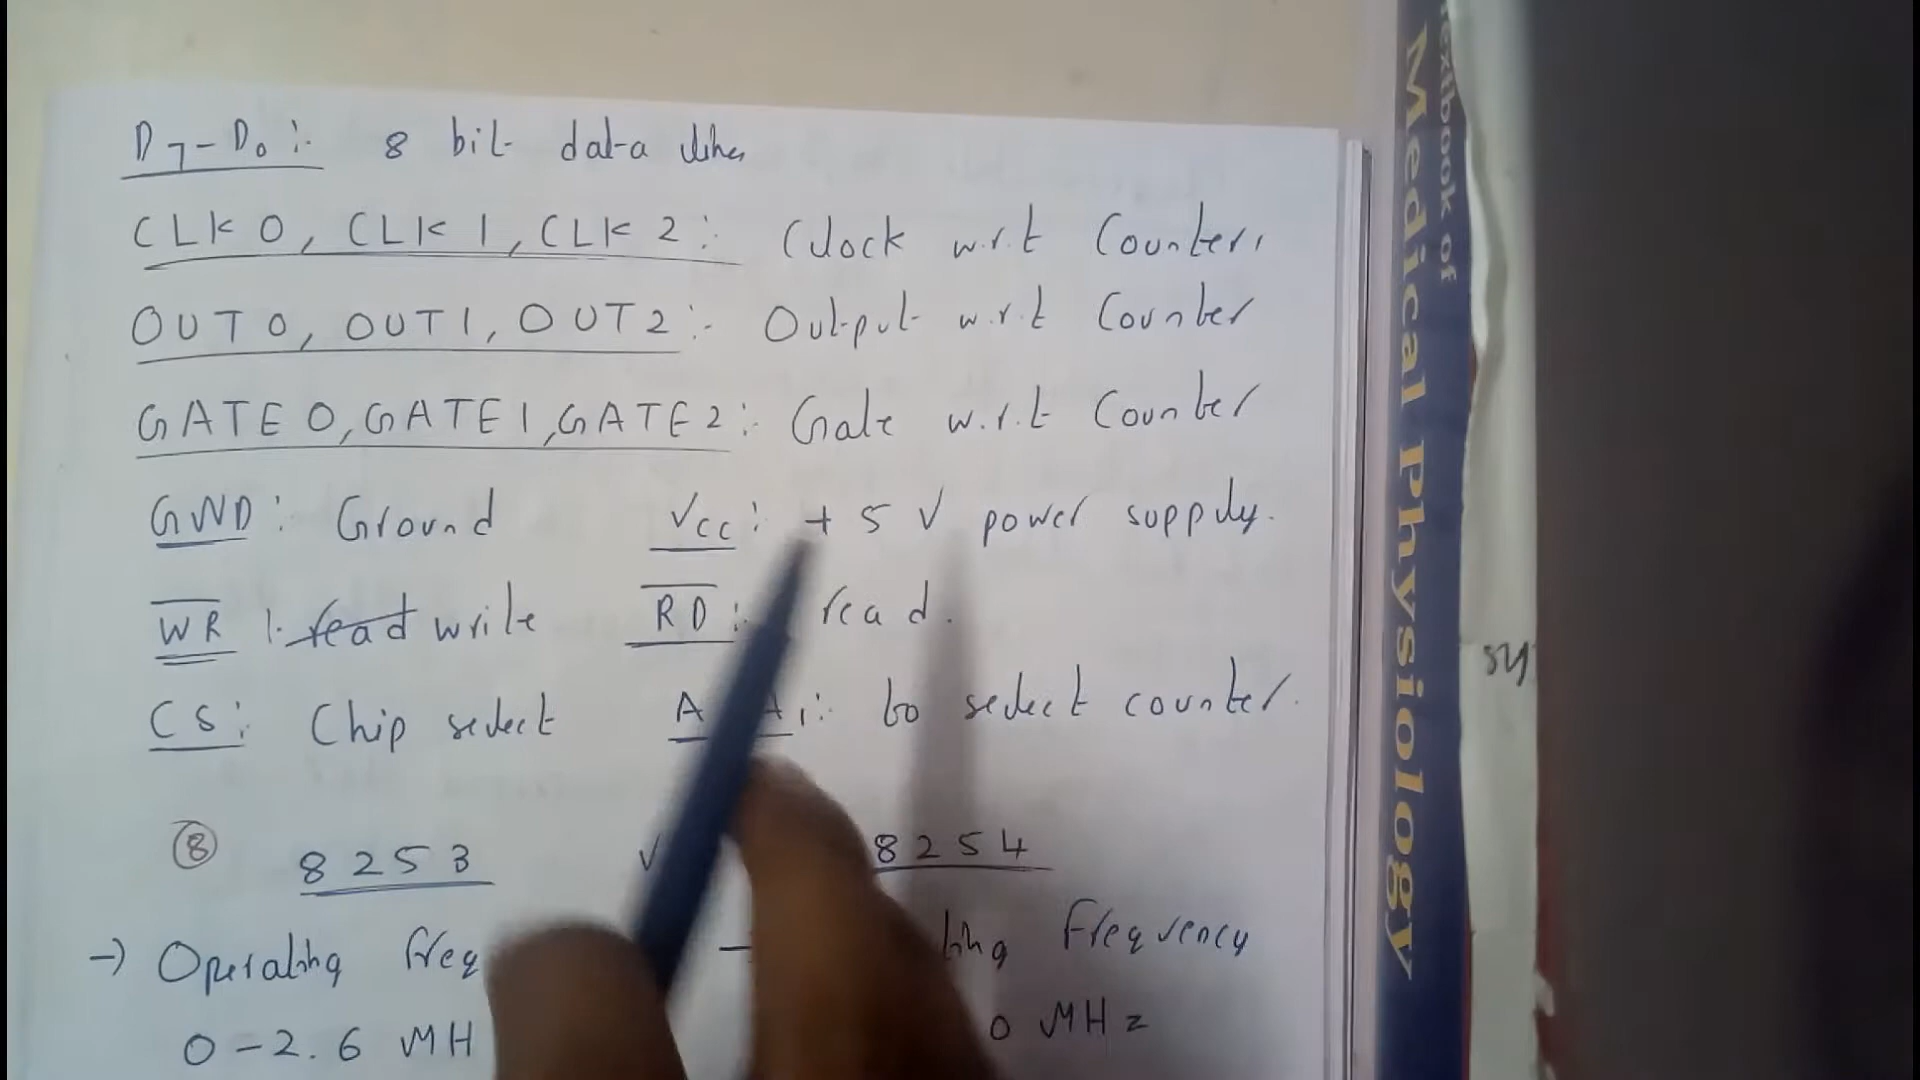 D7-D0 :- 8 bit data lines
CLK 0, CLK 1, CLK 2 :- Clock w.r.t Counter,
OUT 0, OUT 1, OUT 2 :- Output w.r.t Counter
GATE 0, GATE 1, GATE 2 :- Gate w.r.t Counter
GND : Ground Vcc : + 5 V power supply.
WR :- read write RD :- read.
CS : Chip select A A1 :- to select counter.
8
8253 8254
→ Operating freq Frequency
0 - 2.6 MH 0 MHz
Textbook of
Medical Physiology
sy